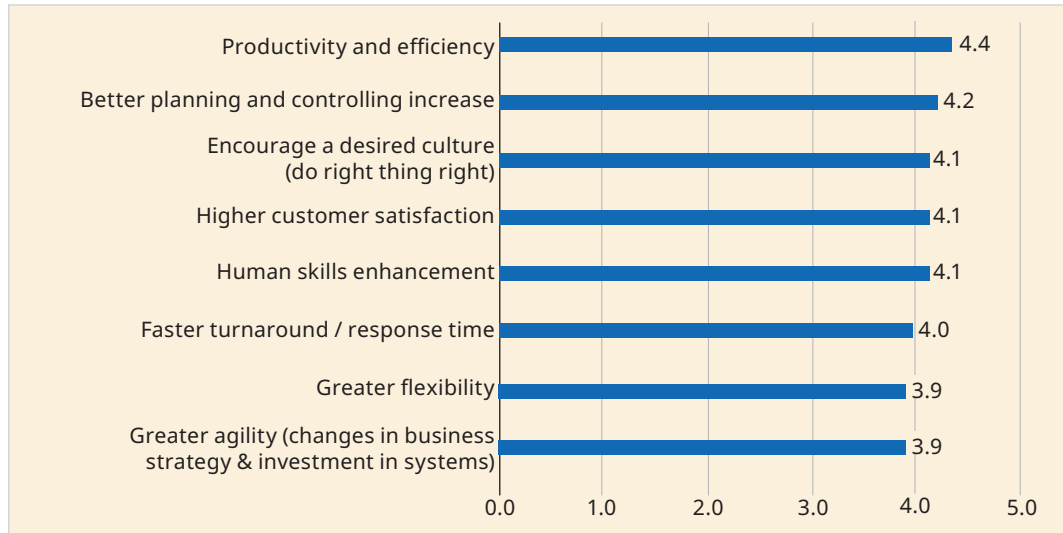 Productivity and efficiency 4.4
Better planning and controlling increase 4.2
Encourage a desired culture
(do right thing right) 4.1
Higher customer satisfaction 4.1
Human skills enhancement 4.1
Faster turnaround / response time 4.0
Greater flexibility 3.9
Greater agility (changes in business
strategy & investment in systems) 3.9
0.0 1.0 2.0 3.0 4.0 5.0